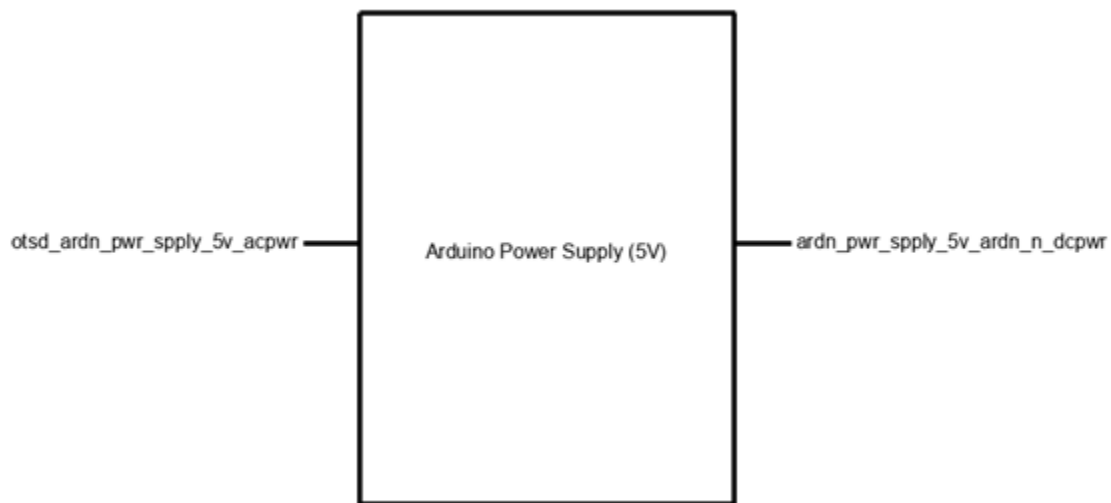 otsd_ardn_pwr_spply_5v_acpwr
Arduino Power Supply (5V)
ardn_pwr_spply_5v_ardn_n_dcpwr